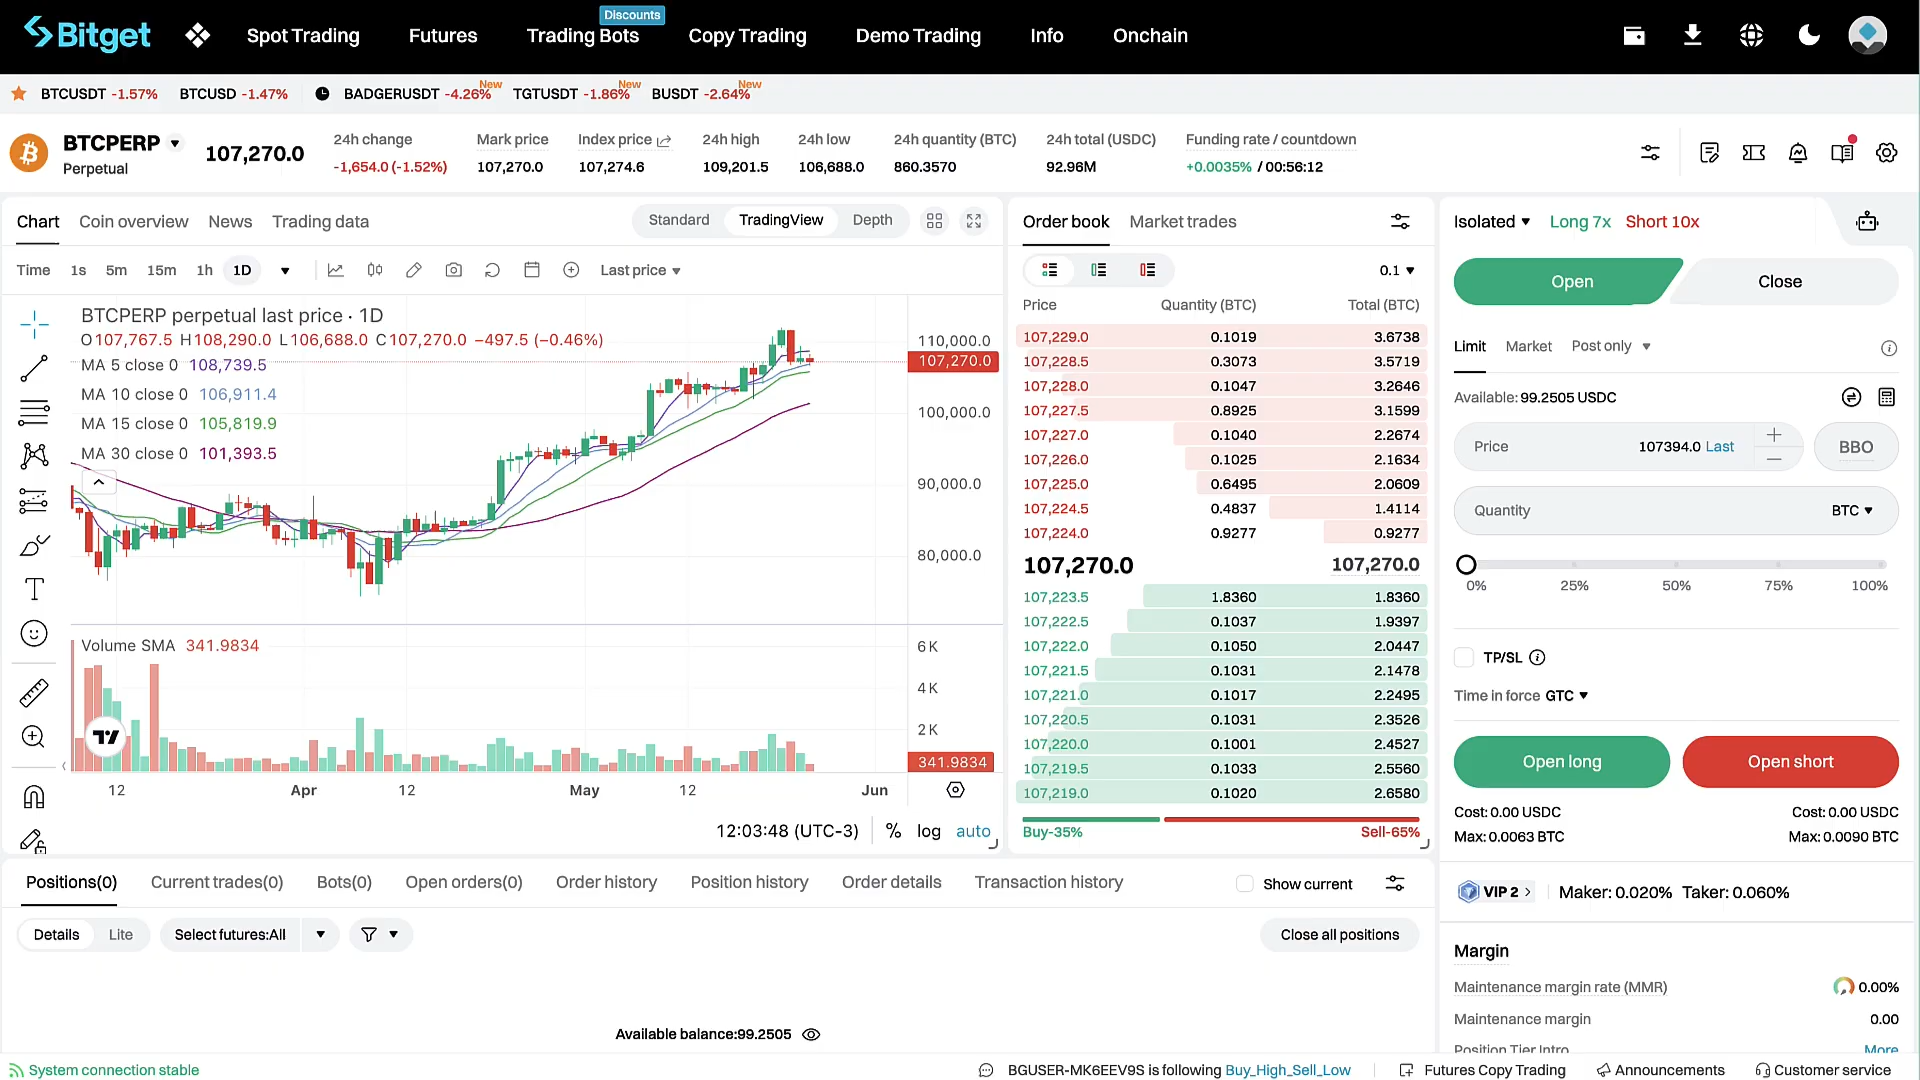 Bitget
Spot Trading
Futures
Discounts
Trading Bots
Copy Trading
Demo Trading
Info
Onchain
BTCUSDT -1.57%
BTCUSD -1.47%
BADGERUSDT -4.26% New
TGTUSDT -1.86% New
BUSDT -2.64% New
BTCPERP
Perpetual
107,270.0
24h change
-1,654.0 (-1.52%)
Mark price
107,270.0
Index price
107,274.6
24h high
109,201.5
24h low
106,688.0
24h quantity (BTC)
860.3570
24h total (USDC)
92.96M
Funding rate / countdown
+0.0035% / 00:56:12
Chart
Coin overview
News
Trading data
Standard
TradingView
Depth
Time 1s 5m 15m 1h 1D
Last price
BTCPERP perpetual last price · 1D
O107,767.5 H108,290.0 L106,688.0 C107,270.0 −497.5 (−0.46%)
MA 5 close 0 108,739.5
MA 10 close 0 106,911.4
MA 15 close 0 105,819.9
MA 30 close 0 101,393.5
110,000.0
107,270.0
100,000.0
90,000.0
80,000.0
Volume SMA 341.9834
6 K
4 K
2 K
341.9834
12 Apr 12 May 12 Jun
12:03:48 (UTC-3) % log auto
Order book
Market trades
0.1
Price Quantity (BTC) Total (BTC)
107,229.0 0.1019 3.6738
107,228.5 0.3073 3.5719
107,228.0 0.1047 3.2646
107,227.5 0.8925 3.1599
107,227.0 0.1040 2.2674
107,226.0 0.1025 2.1634
107,225.0 0.6495 2.0609
107,224.5 0.4837 1.4114
107,224.0 0.9277 0.9277
107,270.0 107,270.0
107,223.5 1.8360 1.8360
107,222.5 0.1037 1.9397
107,222.0 0.1050 2.0447
107,221.5 0.1031 2.1478
107,221.0 0.1017 2.2495
107,220.5 0.1031 2.3526
107,220.0 0.1001 2.4527
107,219.5 0.1033 2.5560
107,219.0 0.1020 2.6580
Buy-35% Sell-65%
Isolated Long 7x Short 10x
Open Close
Limit Market Post only
Available: 99.2505 USDC
Price 107394.0 Last BBO
Quantity BTC
0% 25% 50% 75% 100%
TP/SL
Time in force GTC
Open long Open short
Cost: 0.00 USDC Cost: 0.00 USDC
Max: 0.0063 BTC Max: 0.0090 BTC
VIP 2 Maker: 0.020% Taker: 0.060%
Margin
Maintenance margin rate (MMR) 0.00%
Maintenance margin 0.00
Position Tier Intro More
Positions(0)
Current trades(0)
Bots(0)
Open orders(0)
Order history
Position history
Order details
Transaction history
Show current
Details Lite
Select futures:All
Close all positions
Available balance:99.2505
System connection stable
BGUSER-MK6EEV9S is following Buy_High_Sell_Low
Futures Copy Trading
Announcements
Customer service